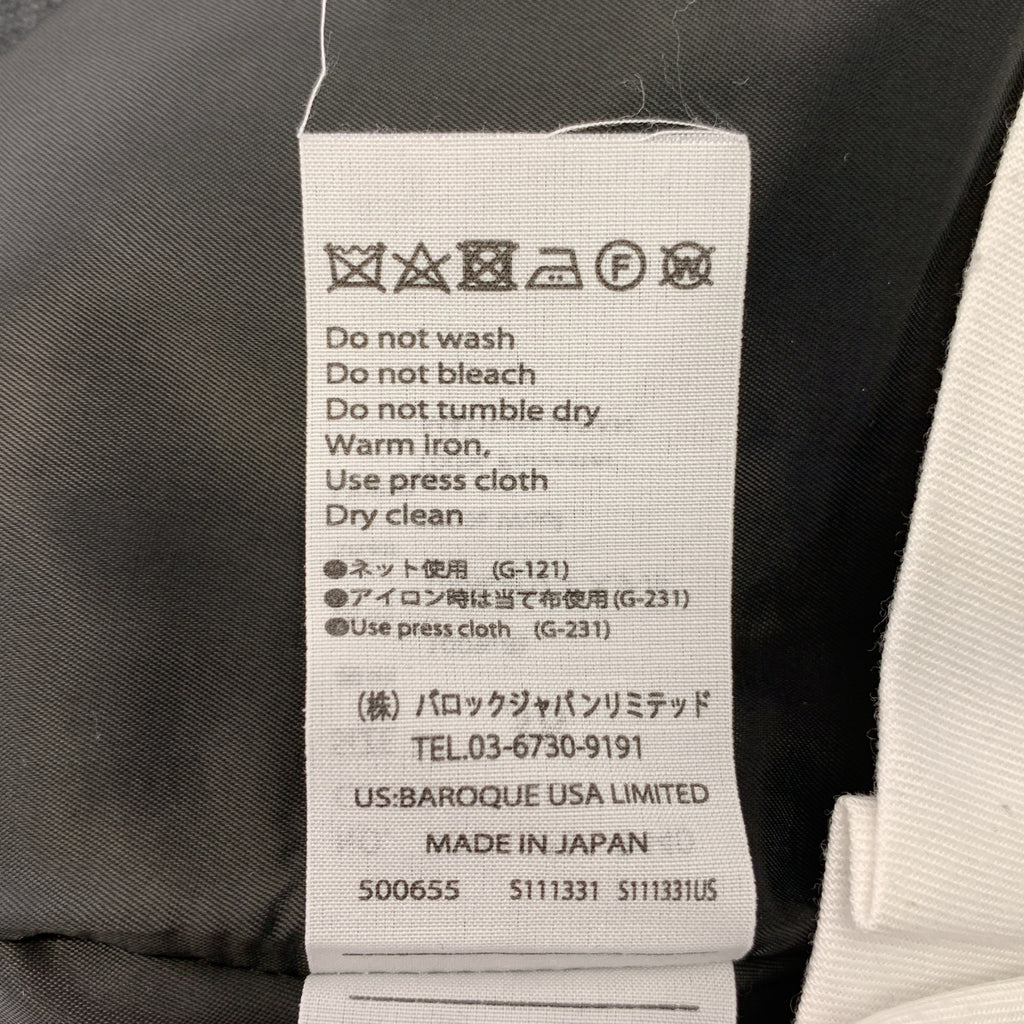 F W
Do not wash
Do not bleach
Do not tumble dry
Warm iron,
Use press cloth
Dry clean
●ネット使用 (G-121)
●アイロン時は当て布使用(G-231)
●Use press cloth (G-231)
(株) バロックジャパンリミテッド
TEL.03-6730-9191
US:BAROQUE USA LIMITED
MADE IN JAPAN
500655 S111331 S111331US